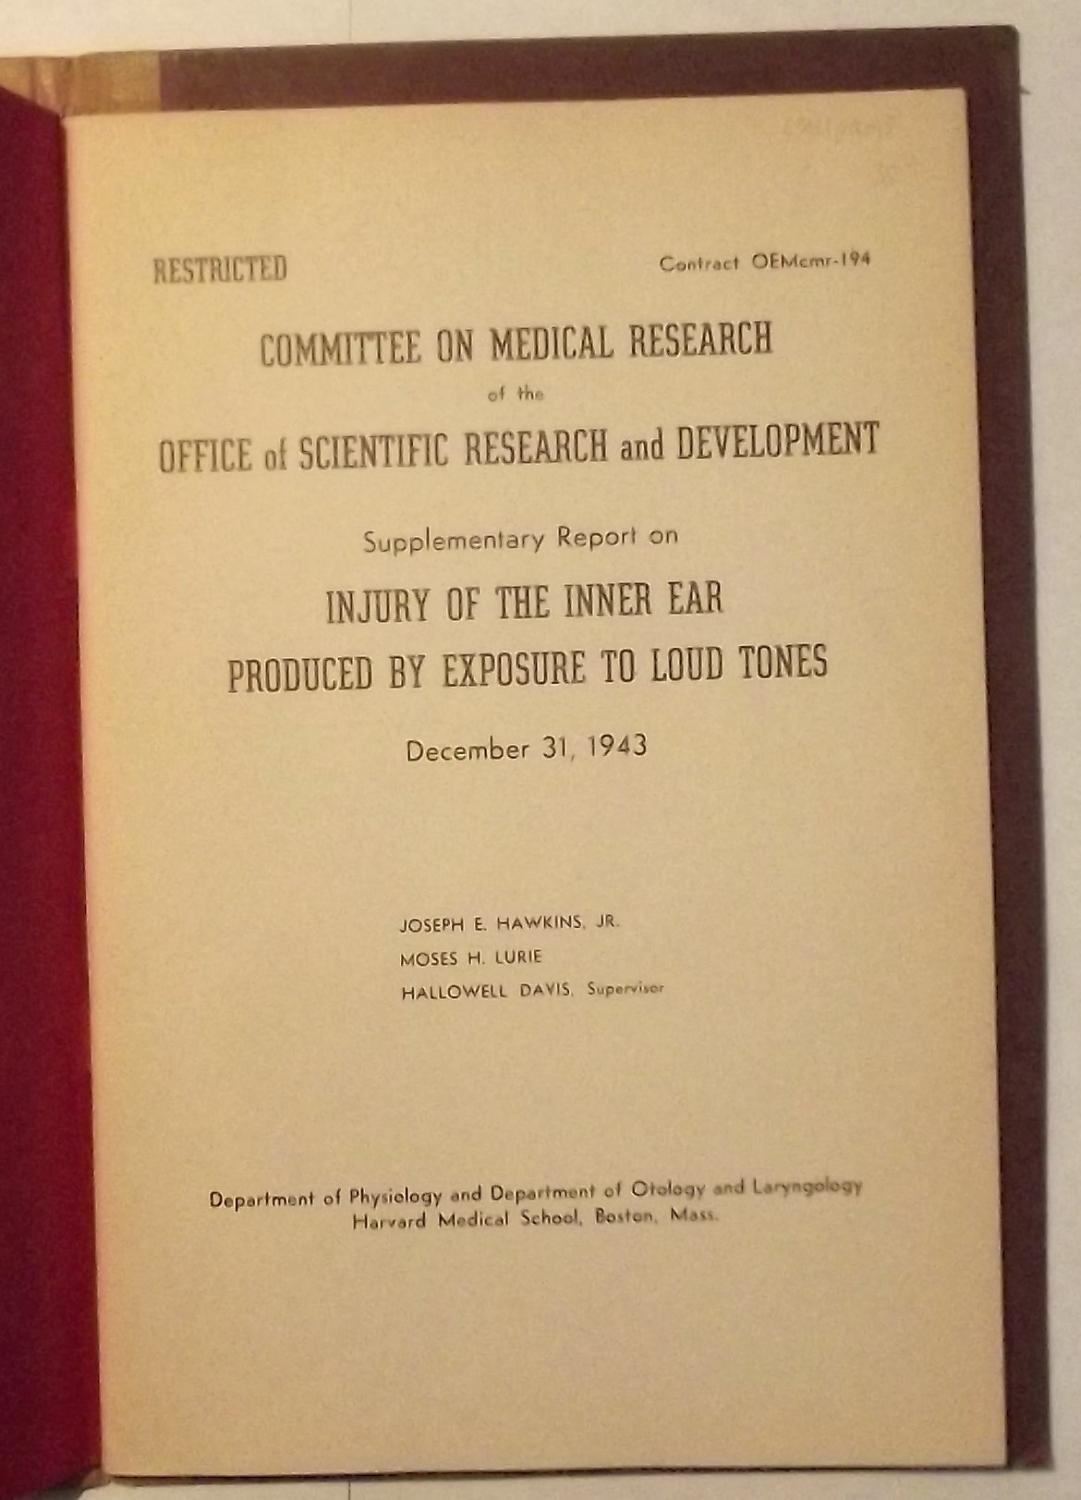 RESTRICTED
Contract OEMcmr-194
COMMITTEE ON MEDICAL RESEARCH
of the
OFFICE of SCIENTIFIC RESEARCH and DEVELOPMENT
Supplementary Report on
INJURY OF THE INNER EAR
PRODUCED BY EXPOSURE TO LOUD TONES
December 31, 1943
JOSEPH E. HAWKINS, JR.
MOSES H. LURIE
HALLOWELL DAVIS, Supervisor
Department of Physiology and Department of Otology and Laryngology
Harvard Medical School, Boston, Mass.